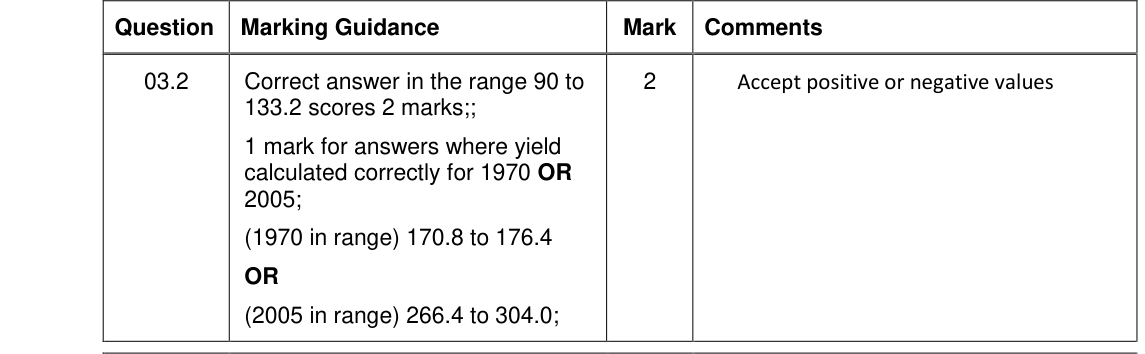 Question Marking Guidance Mark Comments
03.2 Correct answer in the range 90 to 2 Accept positive or negative values
133.2 scores 2 marks;;
1 mark for answers where yield
calculated correctly for 1970 OR
2005;
(1970 in range) 170.8 to 176.4
OR
(2005 in range) 266.4 to 304.0;